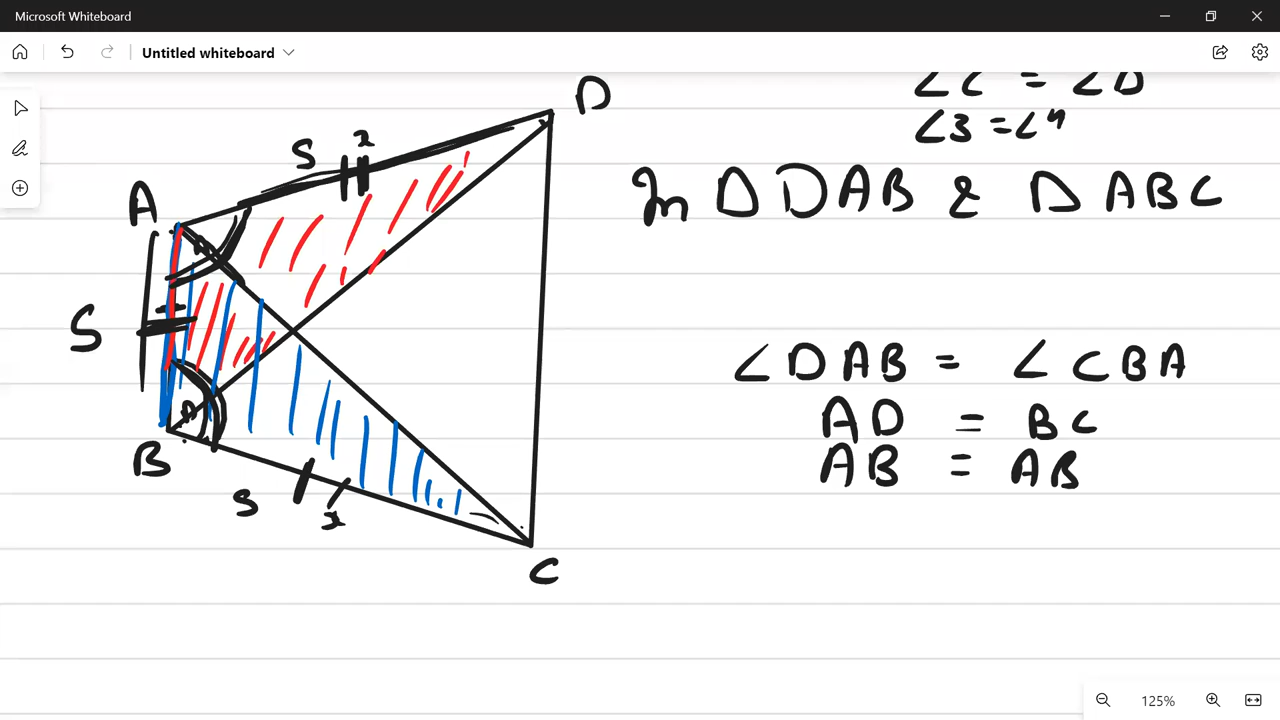 Microsoft Whiteboard
Untitled whiteboard
∠C = ∠D
∠3 = ∠4
In Δ DAB & Δ ABC
∠DAB = ∠CBA
AD = BC
AB = AB
D
S
x
A
S
B
S
x
C
125%